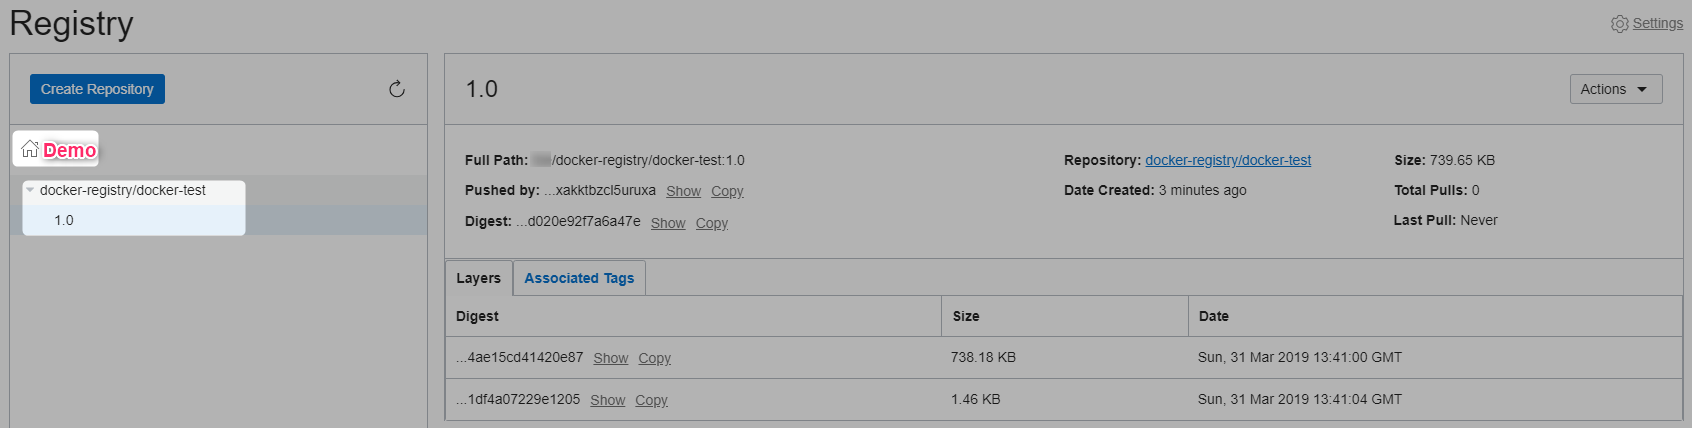 Registry
Settings
Create Repository
Demo
docker-registry/docker-test
1.0
1.0
Actions
Full Path: /docker-registry/docker-test:1.0
Pushed by: ...xakktbzcl5uruxa Show Copy
Digest: ...d020e92f7a6a47e Show Copy
Repository: docker-registry/docker-test
Date Created: 3 minutes ago
Size: 739.65 KB
Total Pulls: 0
Last Pull: Never
Layers Associated Tags
Digest Size Date
...4ae15cd41420e87 Show Copy 738.18 KB Sun, 31 Mar 2019 13:41:00 GMT
...1df4a07229e1205 Show Copy 1.46 KB Sun, 31 Mar 2019 13:41:04 GMT